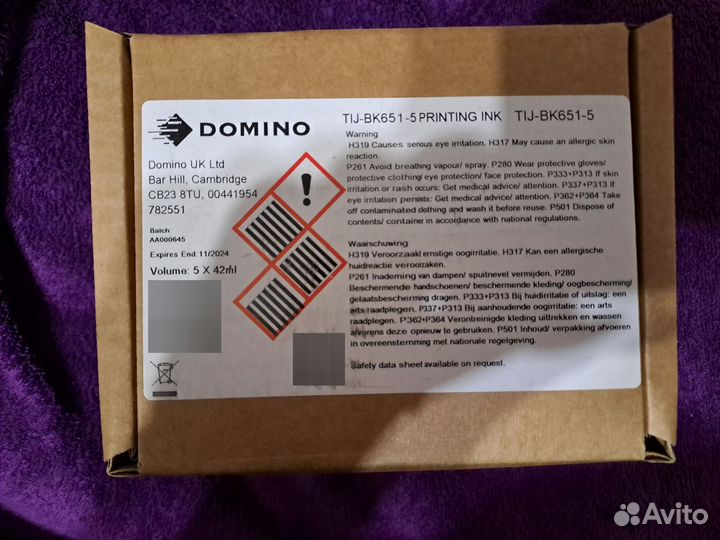 DOMINO
Domino UK Ltd
Bar Hill, Cambridge
CB23 8TU, 00441954
782551
Batch:
AA000645
Expires End: 11/2024
Volume: 5 X 42ml
TIJ-BK651-5 PRINTING INK TIJ-BK651-5
Warning
H319 Causes serous eye irritation. H317 May cause an allergic skin
reaction.
P261 Avoid breathing vapour/ spray. P280 Wear protective gloves/
protective clothing/ eye protection/ face protection. P333+P313 If skin
irritation or rash occurs: Get medical advice/ attention. P337+P313 If
eye irritation persists: Get medical advice/ attention. P362+P364 Take
off contaminated clothing and wash it before reuse. P501 Dispose of
contents/ container in accordance with national regulations.
Waarschuwing
H319 Veroorzaakt ernstige oogirritatie. H317 Kan een allergische
huidreactie veroorzaken.
P261 Inademing van dampen/ spuitnevel vermijden. P280
Beschermende handschoenen/ beschermende kleding/ oogbescherming/
gelaatsbescherming dragen. P333+P313 Bij huidirritatie of uitslag: een
arts raadplegen. P337+P313 Bij aanhoudende oogirritatie: een arts
raadplegen. P362+P364 Verontreinigde kleding uittrekken en wassen
alvorens deze opnieuw te gebruiken. P501 Inhoud/ verpakking afvoeren
in overeenstemming met nationale regelgeving.
Safety data sheet available on request.
Avito